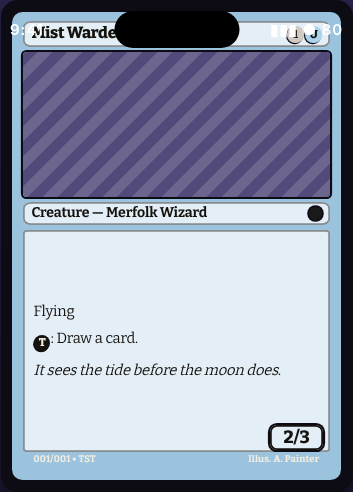 Mist Warde
Creature — Merfolk Wizard
Flying
T: Draw a card.
It sees the tide before the moon does.
2/3
001/001 • TST
Illus. A. Painter